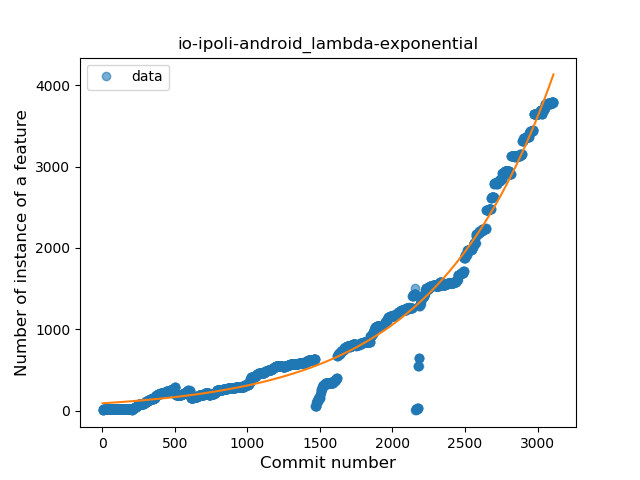 io-ipoli-android_lambda-exponential
data
Number of instance of a feature
4000
3000
2000
1000
0
0 500 1000 1500 2000 2500 3000
Commit number